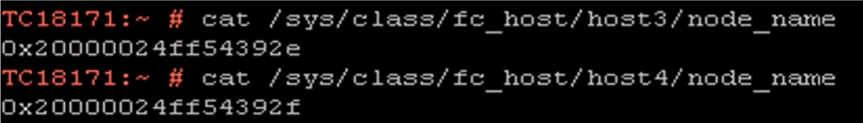 TC18171:~ # cat /sys/class/fc_host/host3/node_name
0x20000024ff54392e
TC18171:~ # cat /sys/class/fc_host/host4/node_name
0x20000024ff54392f